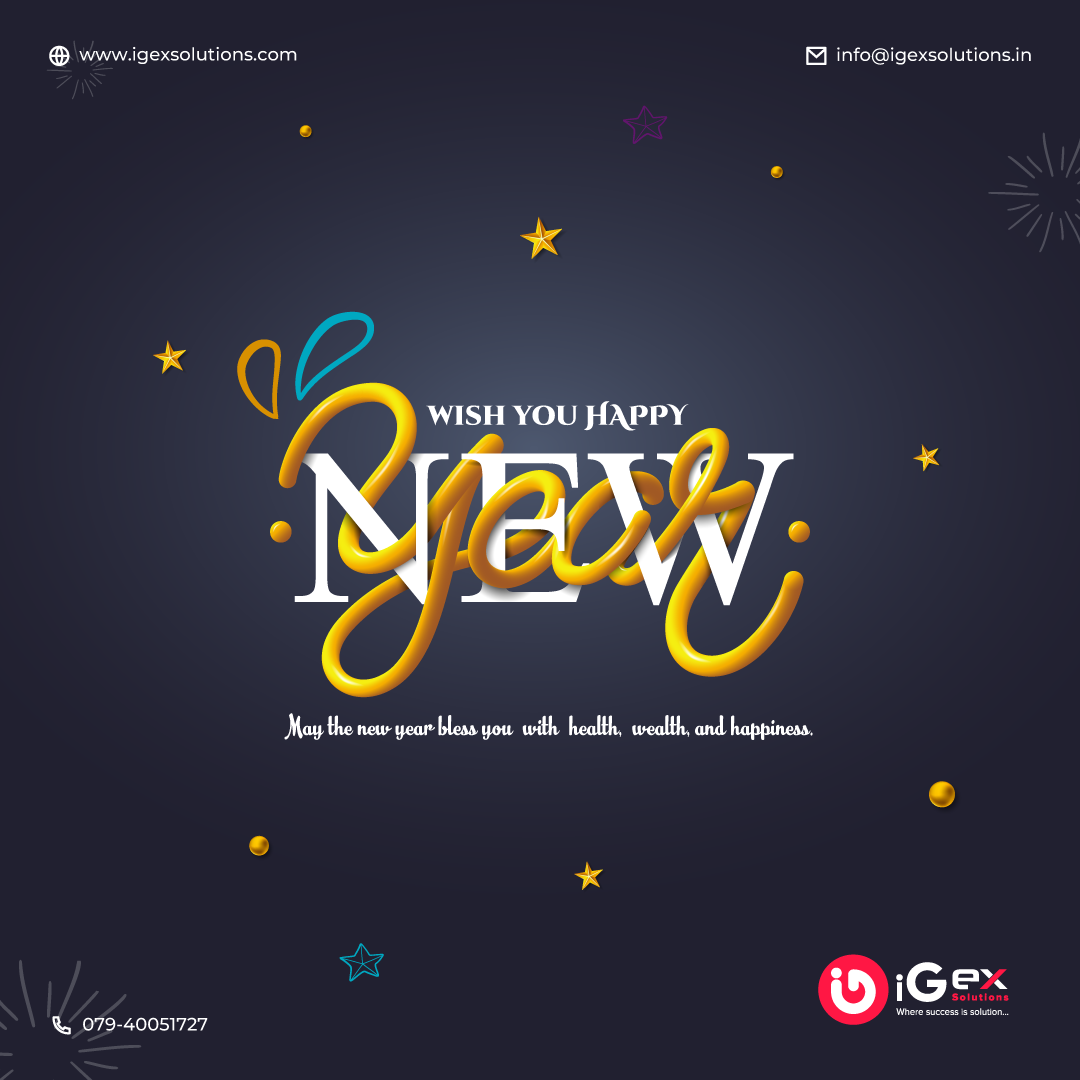 www.igexsolutions.com
info@igexsolutions.in
WISH YOU HAPPY
NEW
year
May the new year bless you with health, wealth, and happiness.
079-40051727
iGex
Solutions
Where success is solution...